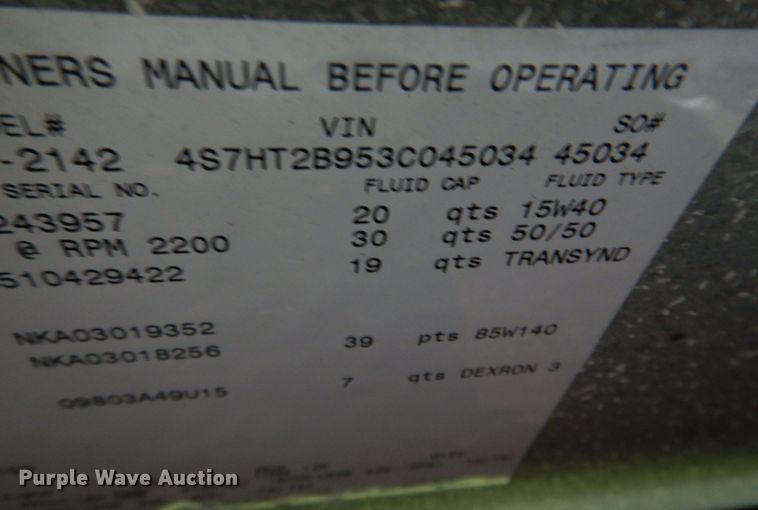 NERS MANUAL BEFORE OPERATING
EL# VIN SO#
-2142 4S7HT2B953C045034 45034
SERIAL NO. FLUID CAP FLUID TYPE
243957 20 qts 15W40
@ RPM 2200 30 qts 50/50
510429422 19 qts TRANSYND
NKA03019352
NKA03018256 39 pts 85W140
09803A49U15 7 qts DEXRON 3
Purple Wave Auction